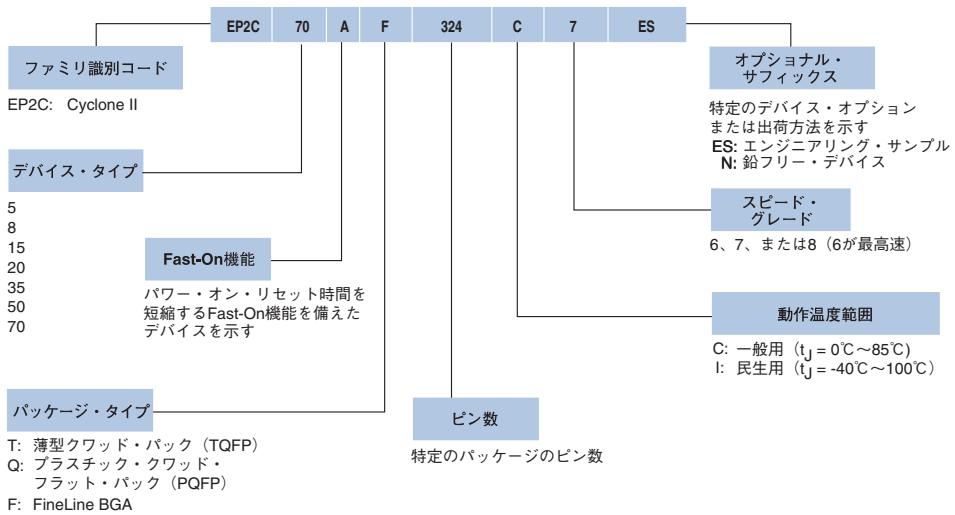 EP2C 70 A F 324 C 7 ES
ファミリ識別コード
EP2C: Cyclone II
デバイス・タイプ
5
8
15
20
35
50
70
Fast-On機能
パワー・オン・リセット時間を
短縮するFast-On機能を備えた
デバイスを示す
パッケージ・タイプ
T: 薄型クワッド・パック（TQFP）
Q: プラスチック・クワッド・
フラット・パック（PQFP）
F: FineLine BGA
ピン数
特定のパッケージのピン数
オプショナル・
サフィックス
特定のデバイス・オプション
または出荷方法を示す
ES: エンジニアリング・サンプル
N: 鉛フリー・デバイス
スピード・
グレード
6、7、または8（6が最高速）
動作温度範囲
C: 一般用（tJ = 0℃～85℃）
I: 民生用（tJ = -40℃～100℃）